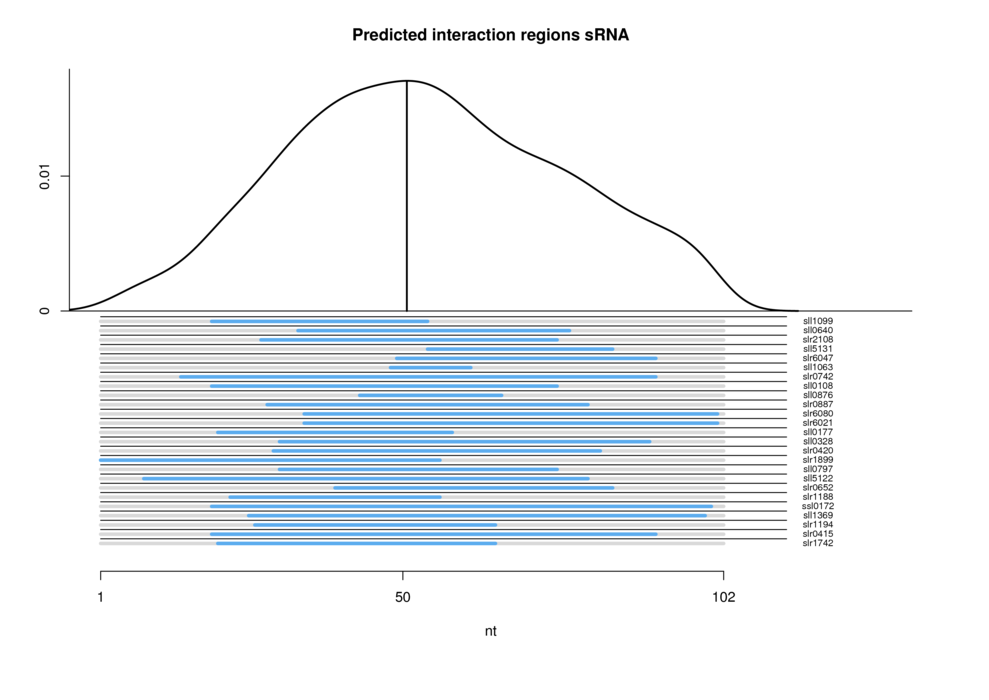 Predicted interaction regions sRNA
0.01
0
sll1099
sll0640
slr2108
sll5131
slr6047
sll1063
slr0742
sll0108
sll0876
slr0887
slr6080
slr6021
sll0177
sll0328
slr0420
slr1899
sll0797
sll5122
slr0652
slr1188
ssl0172
sll1369
slr1194
slr0415
slr1742
1 50 102
nt